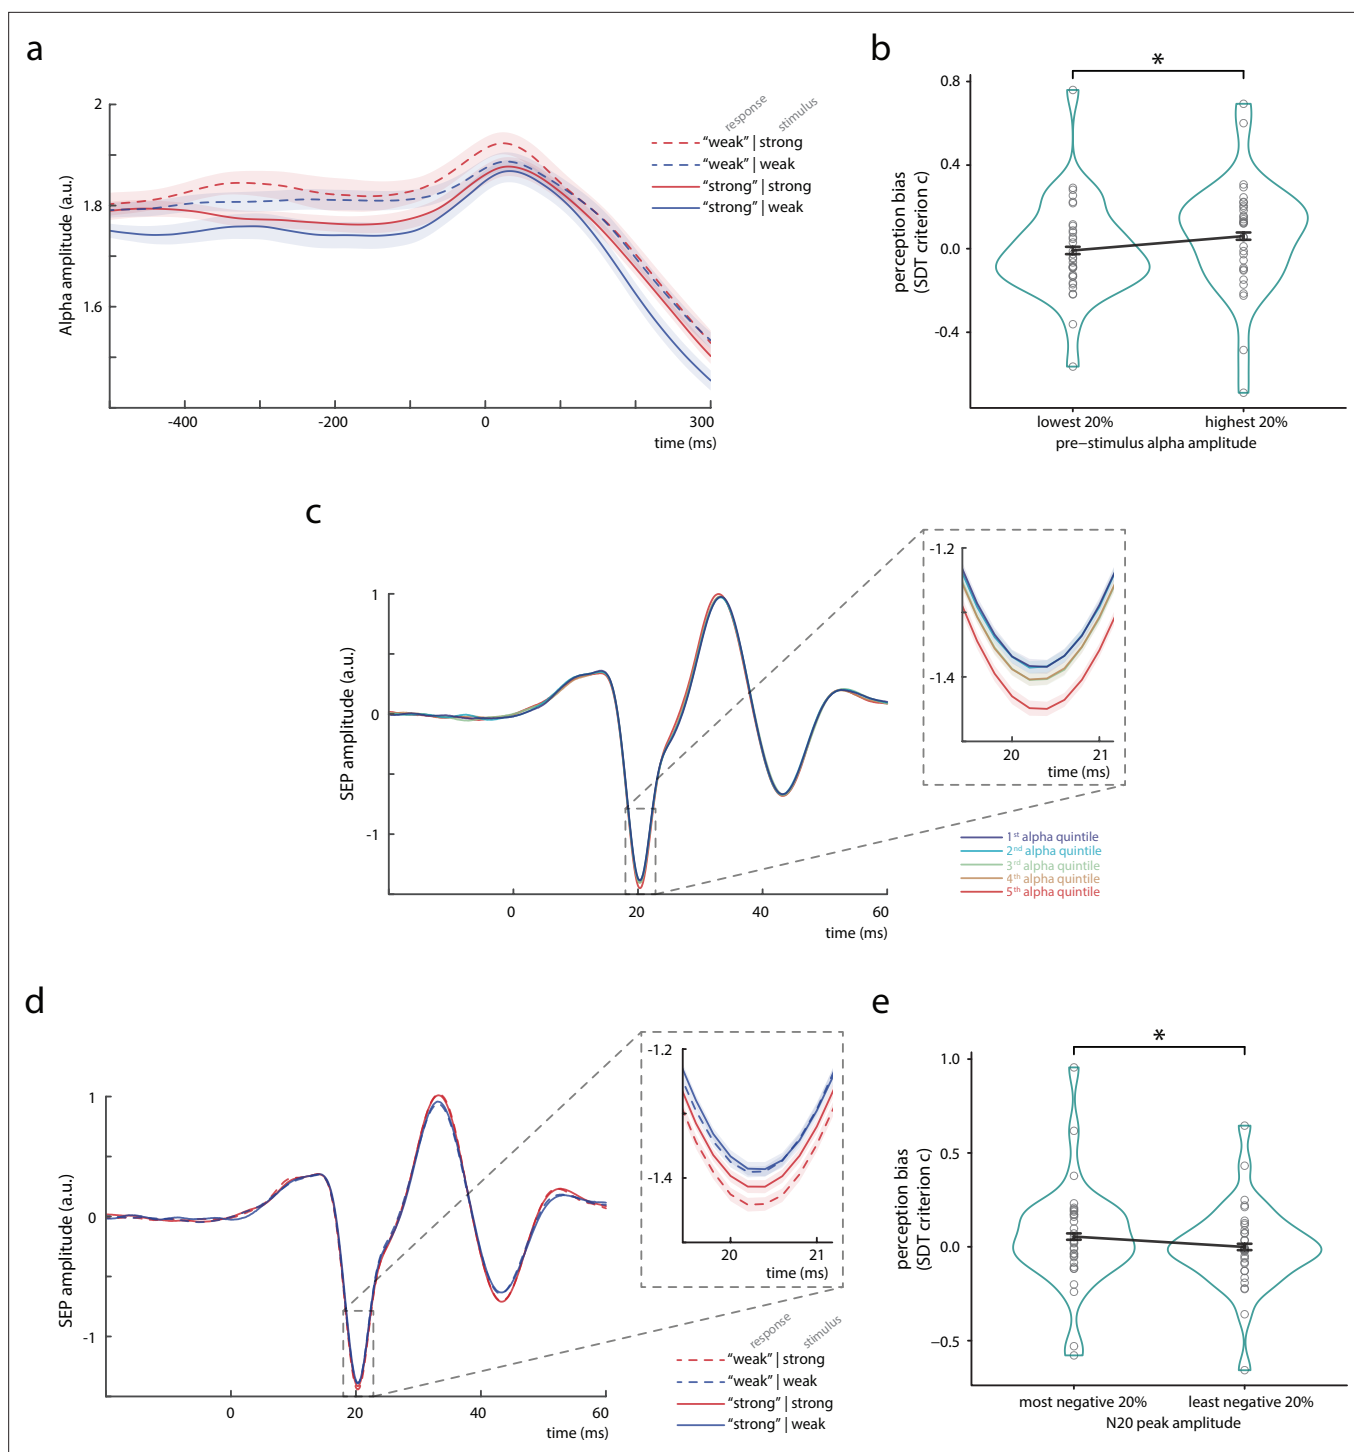 a
2
1.8
1.6
Alpha amplitude (a.u.)
-400
-200
0
300
time (ms)
response
stimulus
“weak” | strong
“weak” | weak
“strong” | strong
“strong” | weak
b
*
0.8
0.4
0.0
-0.4
perception bias
(SDT criterion c)
lowest 20%
highest 20%
pre−stimulus alpha amplitude
c
1
0
-1
SEP amplitude (a.u.)
0
20
40
60
time (ms)
-1.2
-1.4
20
21
time (ms)
1st alpha quintile
2nd alpha quintile
3rd alpha quintile
4th alpha quintile
5th alpha quintile
d
1
0
-1
SEP amplitude (a.u.)
0
20
40
60
time (ms)
-1.2
-1.4
20
21
time (ms)
response
stimulus
“weak” | strong
“weak” | weak
“strong” | strong
“strong” | weak
e
*
1.0
0.5
0.0
−0.5
perception bias
(SDT criterion c)
most negative 20%
least negative 20%
N20 peak amplitude